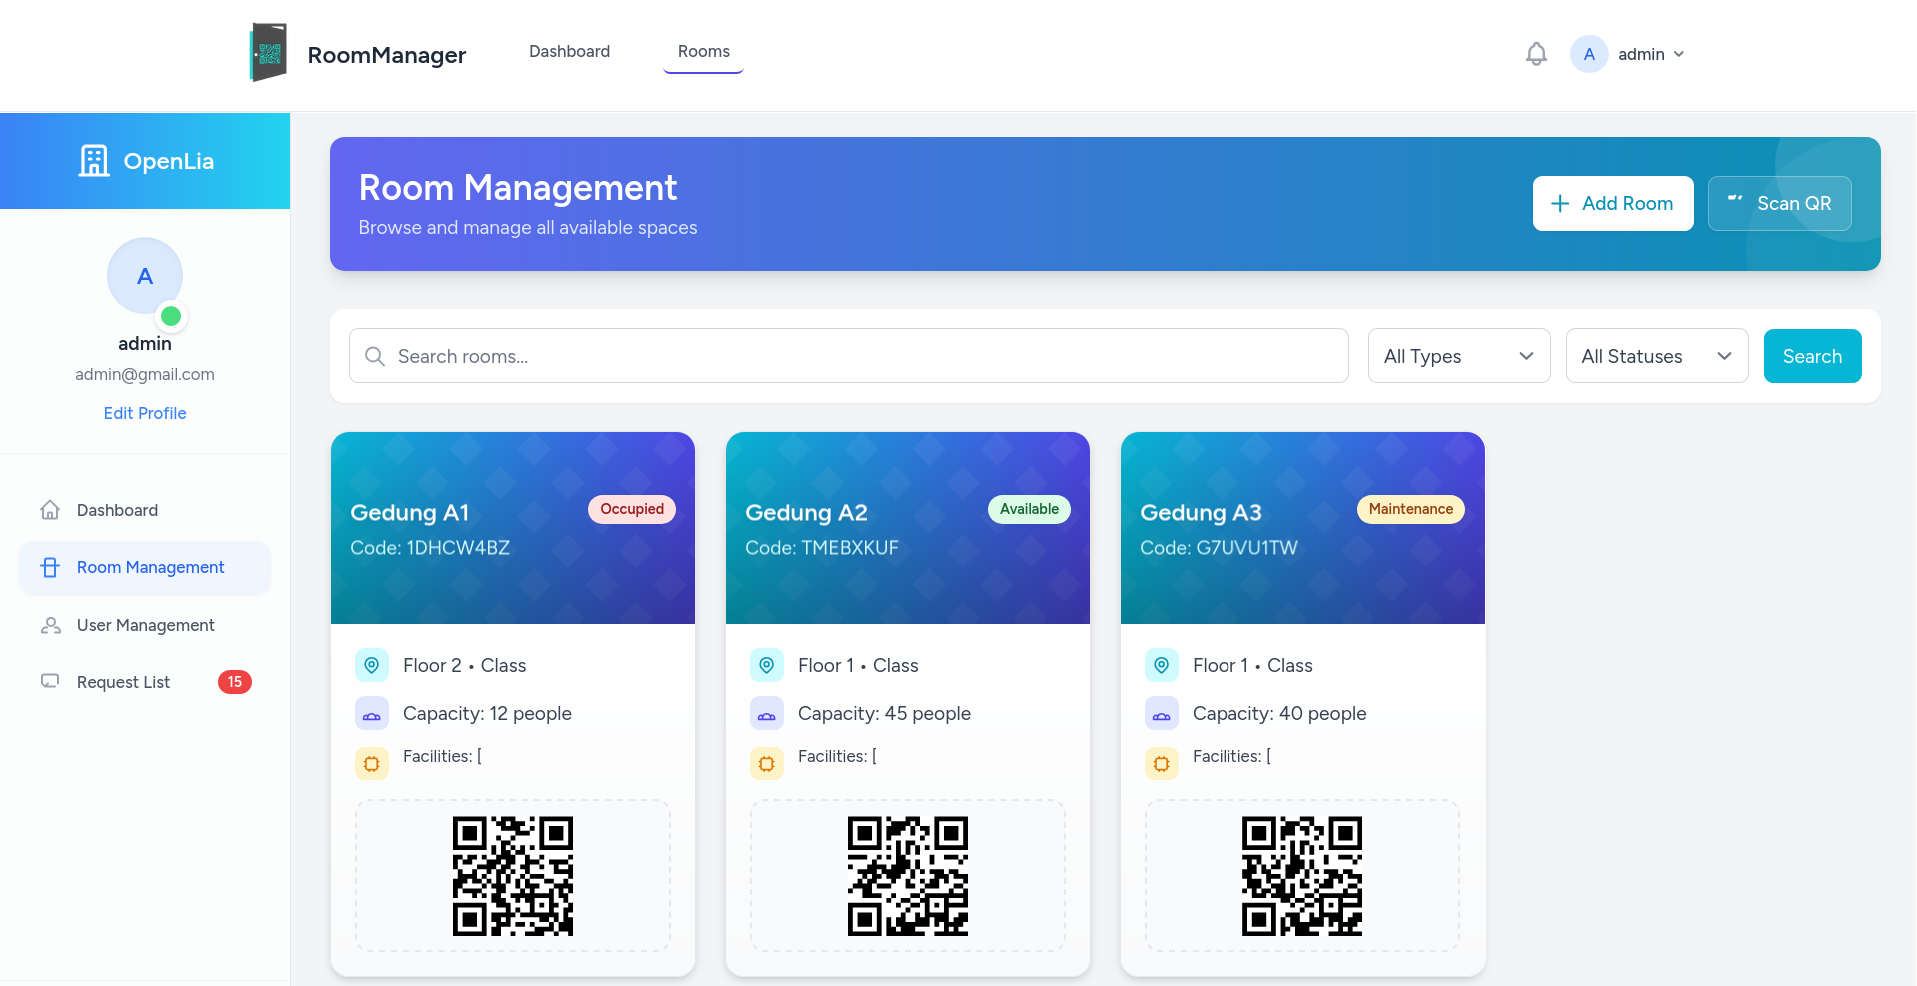 RoomManager
Dashboard
Rooms
A
admin
OpenLia
A
admin
admin@gmail.com
Edit Profile
Dashboard
Room Management
User Management
Request List
15
Room Management
Browse and manage all available spaces
Add Room
Scan QR
Search rooms...
All Types
All Statuses
Search
Gedung A1
Occupied
Code: 1DHCW4BZ
Floor 2 • Class
Capacity: 12 people
Facilities: [
Gedung A2
Available
Code: TMEBXKUF
Floor 1 • Class
Capacity: 45 people
Facilities: [
Gedung A3
Maintenance
Code: G7UVU1TW
Floor 1 • Class
Capacity: 40 people
Facilities: [